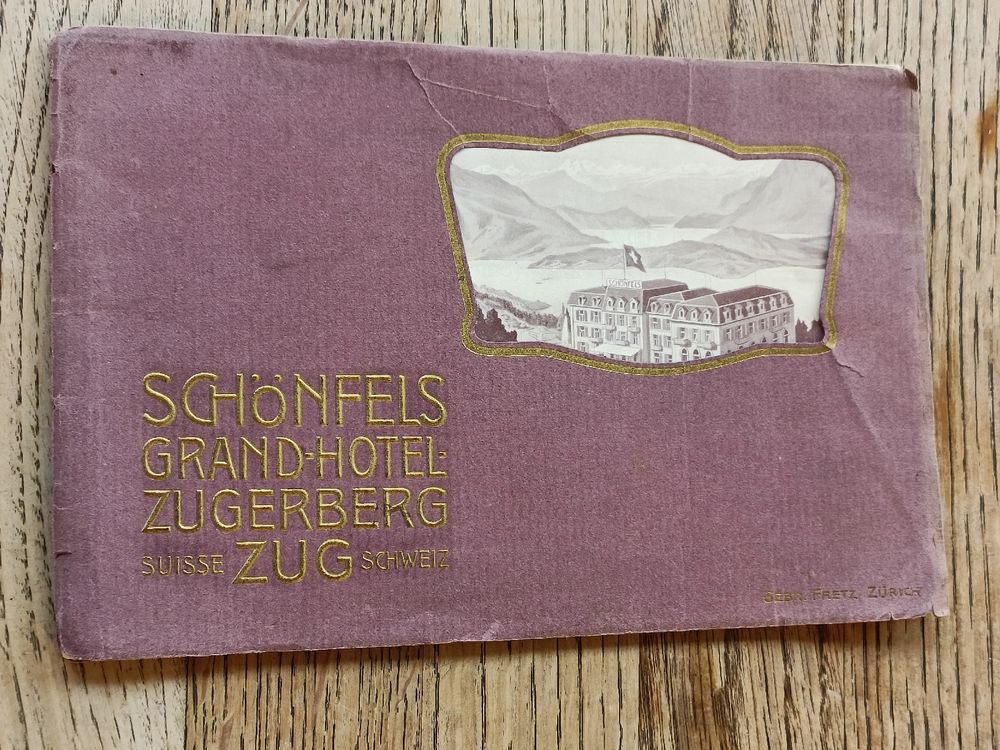 SCHÖNFELS
SCHÖNFELS
GRAND-HOTEL-
ZUGERBERG
SUISSE ZUG SCHWEIZ
GEBR. FRETZ ZÜRICH